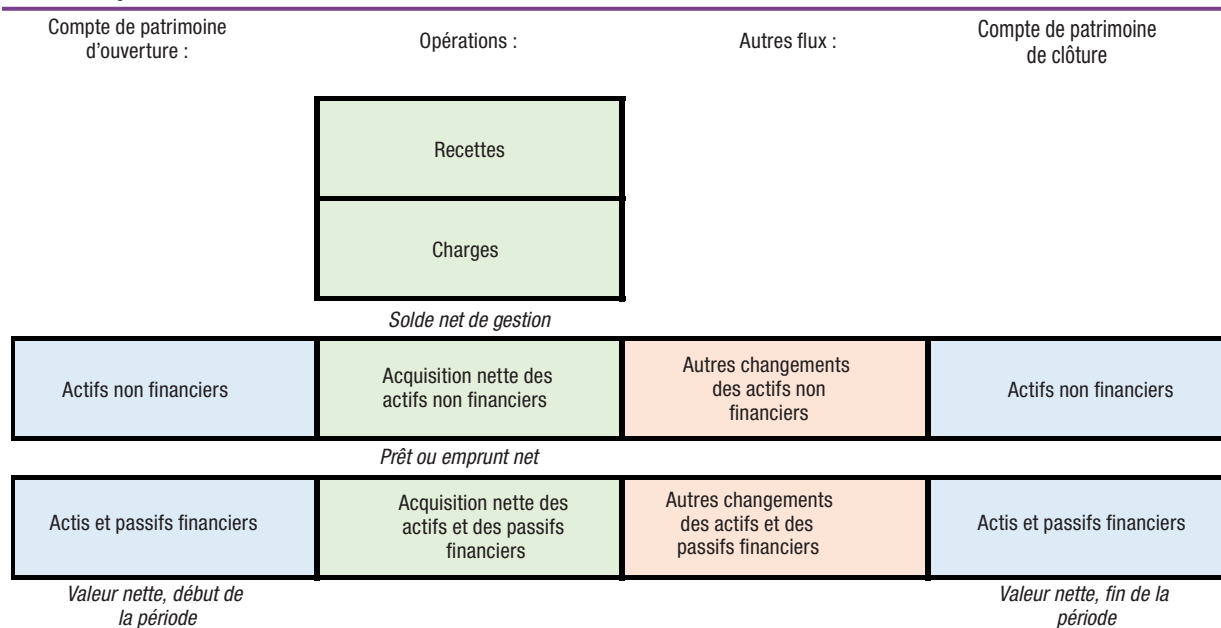 Compte de patrimoine
d'ouverture :
Opérations :
Autres flux :
Compte de patrimoine
de clôture
Recettes
Charges
Solde net de gestion
Actifs non financiers
Acquisition nette des
actifs non financiers
Autres changements
des actifs non
financiers
Actifs non financiers
Prêt ou emprunt net
Actis et passifs financiers
Acquisition nette des
actifs et des passifs
financiers
Autres changements
des actifs et des
passifs financiers
Actis et passifs financiers
Valeur nette, début de
la période
Valeur nette, fin de la
période